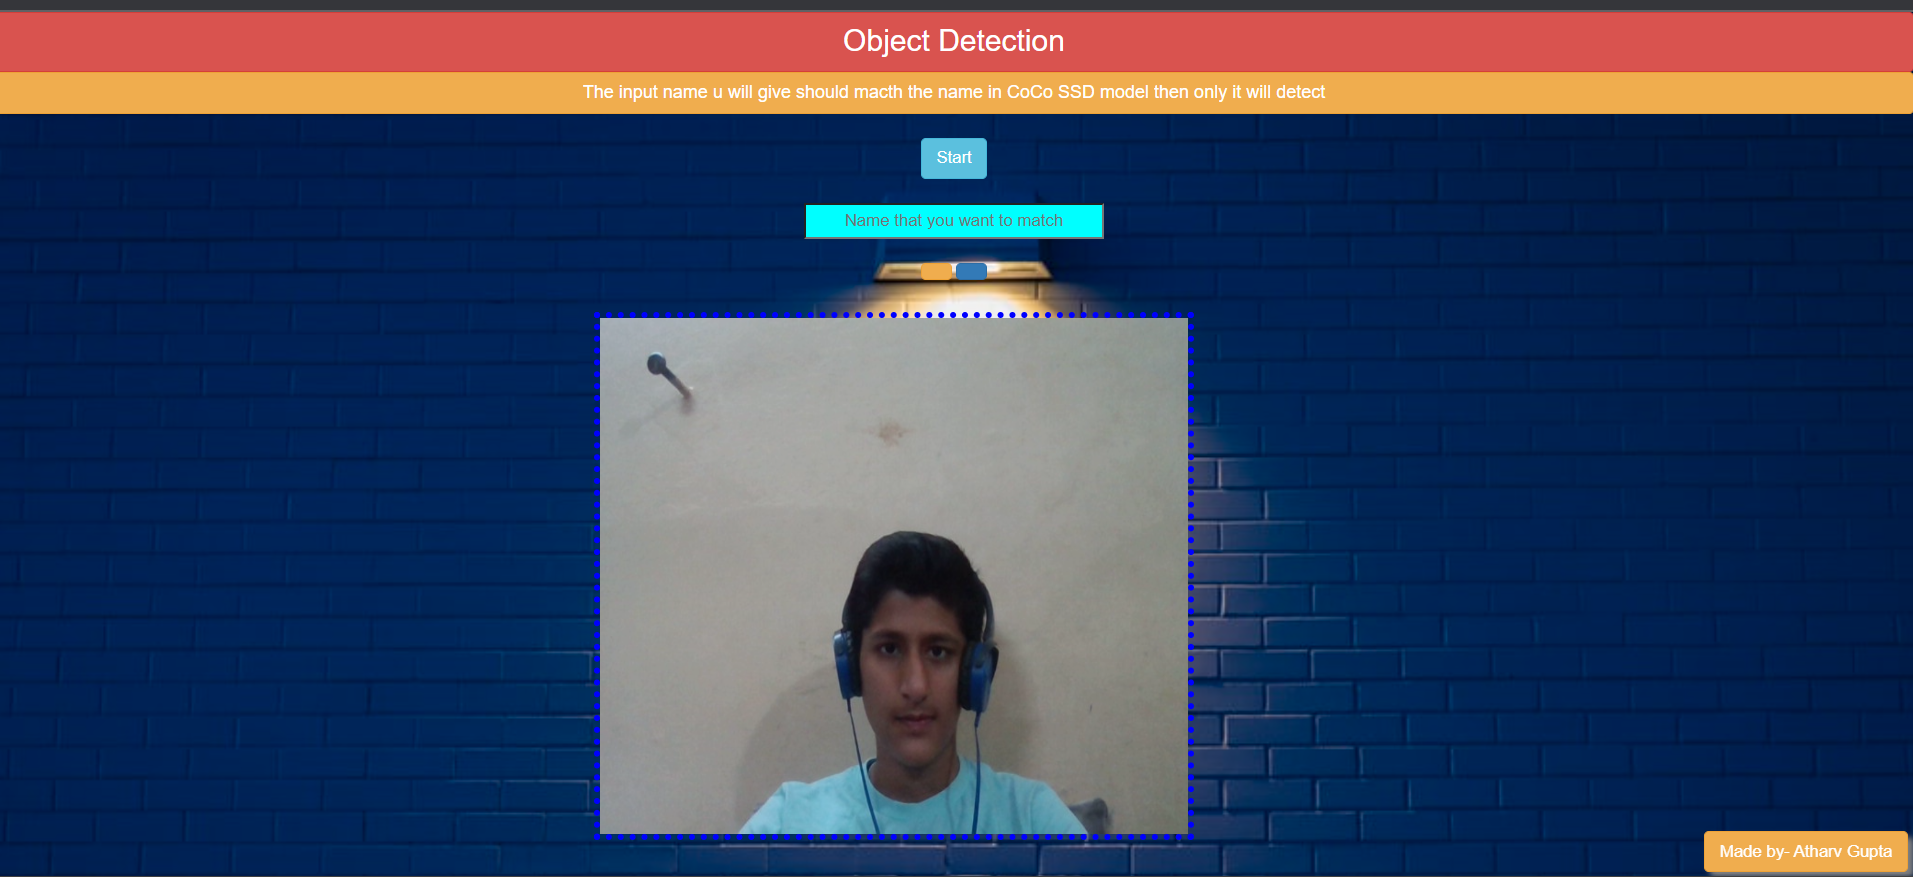 Object Detection
The input name u will give should macth the name in CoCo SSD model then only it will detect
Start
Name that you want to match
Made by- Atharv Gupta